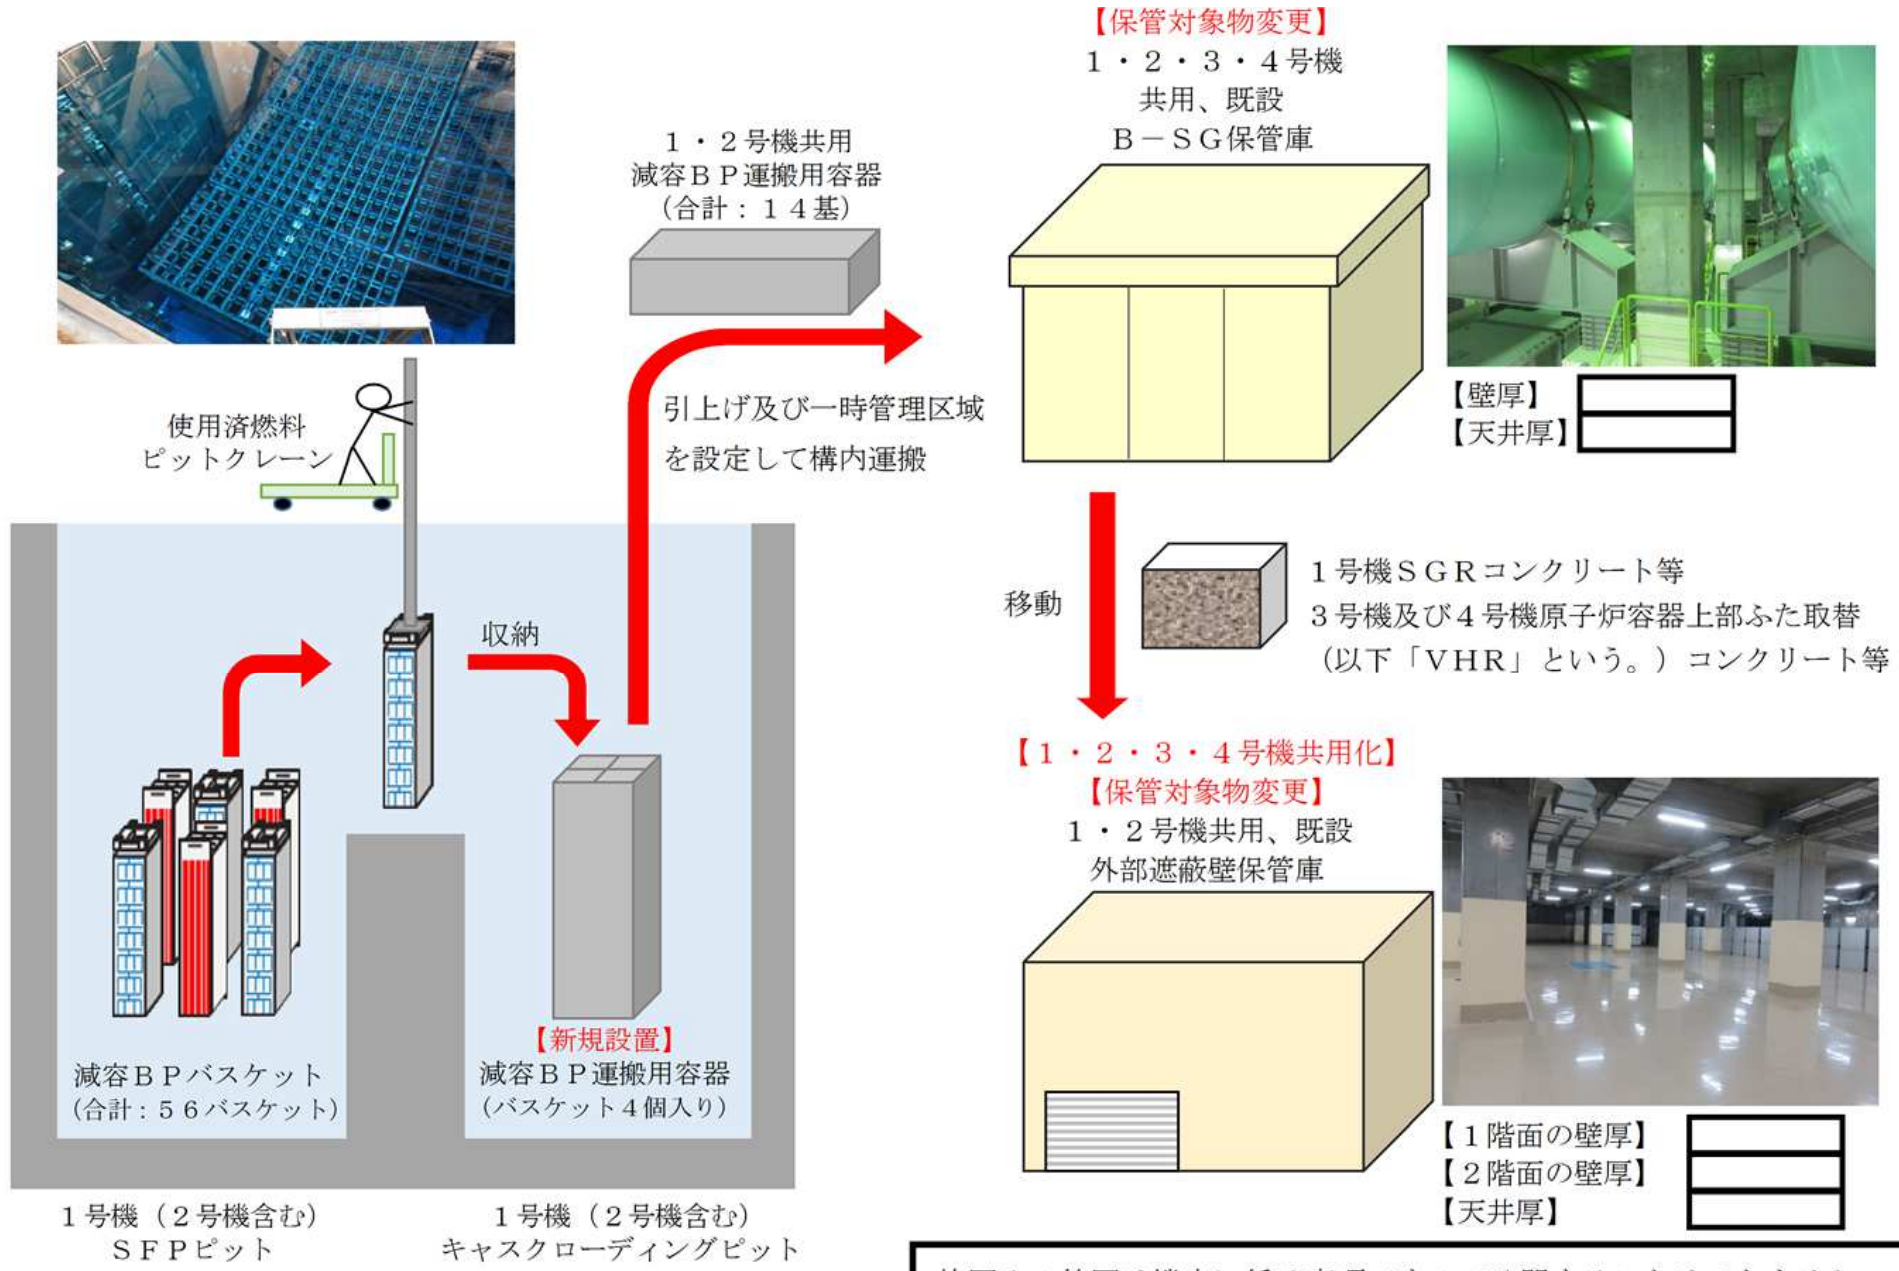 【保管対象物変更】
１・２・３・４号機
共用、既設
Ｂ－ＳＧ保管庫
１・２号機共用
減容ＢＰ運搬用容器
（合計：１４基）
【壁厚】
【天井厚】
使用済燃料
ピットクレーン
引上げ及び一時管理区域
を設定して構内運搬
収納
移動
１号機ＳＧＲコンクリート等
３号機及び４号機原子炉容器上部ふた取替
（以下「ＶＨＲ」という。）コンクリート等
【１・２・３・４号機共用化】
【保管対象物変更】
１・２号機共用、既設
外部遮蔽壁保管庫
減容ＢＰバスケット
（合計：５６バスケット）
【新規設置】
減容ＢＰ運搬用容器
（バスケット４個入り）
【１階面の壁厚】
【２階面の壁厚】
【天井厚】
１号機（２号機含む）
ＳＦＰピット
１号機（２号機含む）
キャスクローディングピット